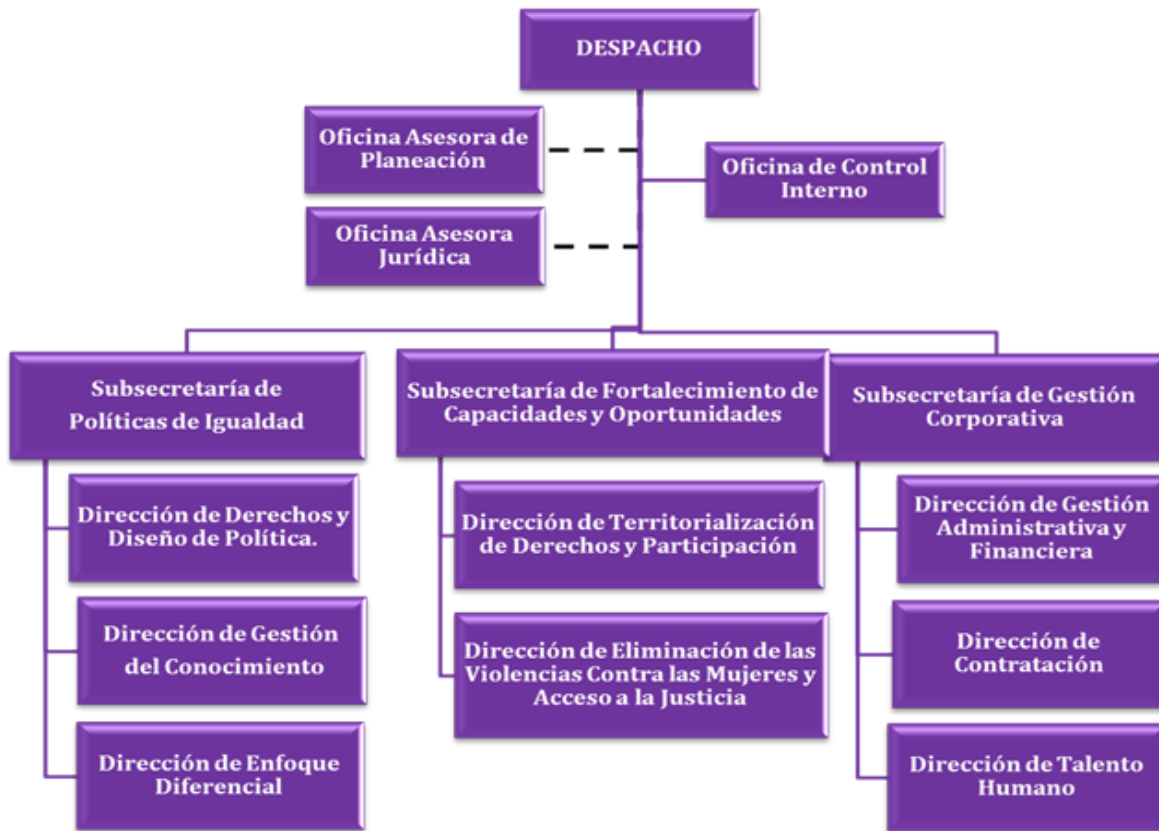 DESPACHO
Oficina Asesora de
Planeación
Oficina de Control
Interno
Oficina Asesora
Jurídica
Subsecretaría de
Políticas de Igualdad
Dirección de Derechos y
Diseño de Política.
Dirección de Gestión
del Conocimiento
Dirección de Enfoque
Diferencial
Subsecretaría de Fortalecimiento de
Capacidades y Oportunidades
Dirección de Territorialización
de Derechos y Participación
Dirección de Eliminación de las
Violencias Contra las Mujeres y
Acceso a la Justicia
Subsecretaría de Gestión
Corporativa
Dirección de Gestión
Administrativa y
Financiera
Dirección de
Contratación
Dirección de Talento
Humano